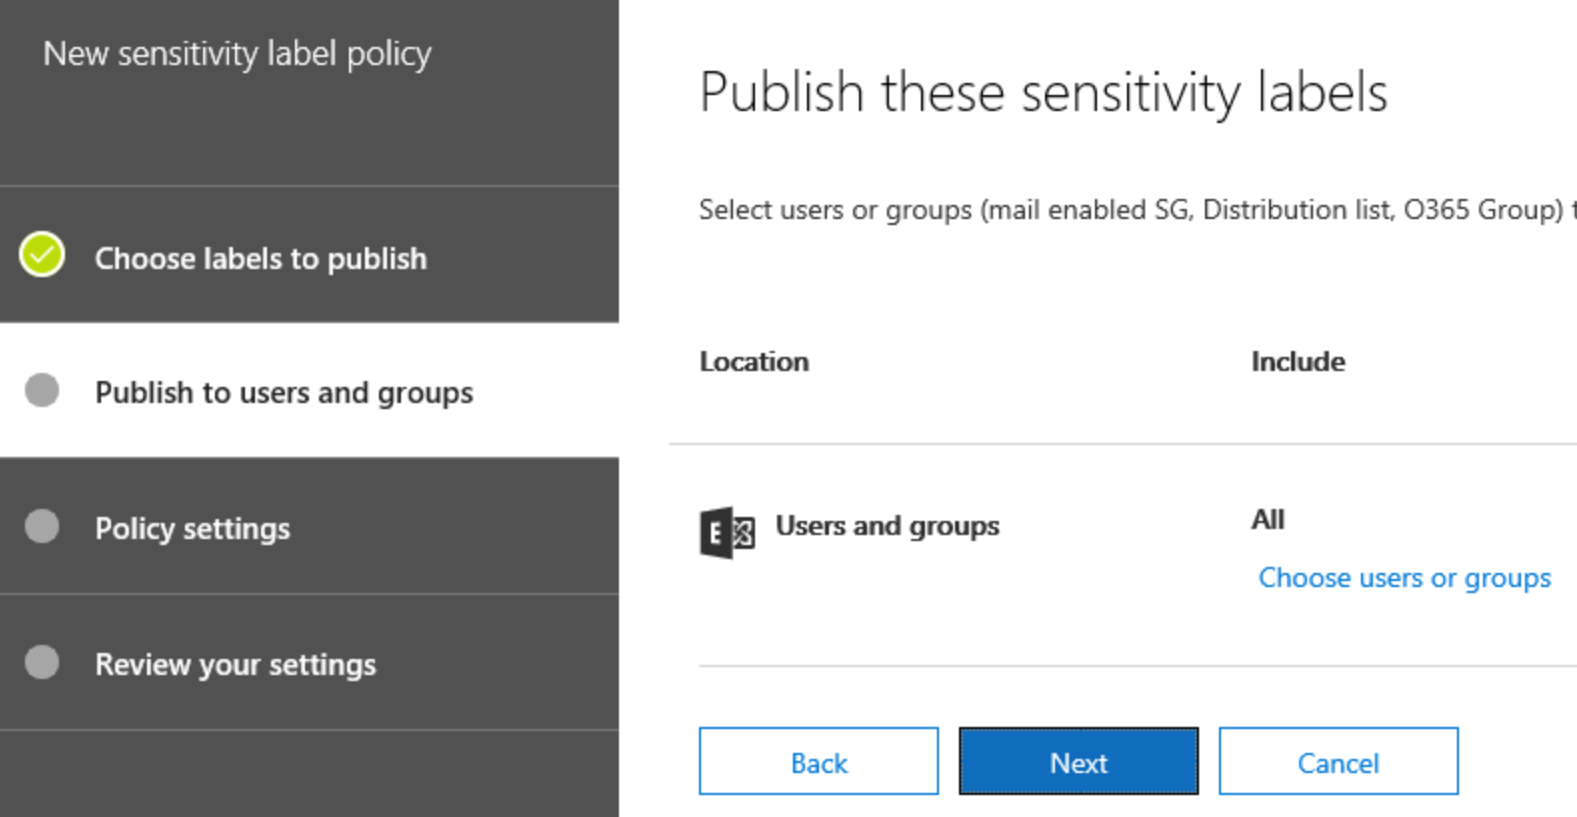 New sensitivity label policy
Choose labels to publish
Publish to users and groups
Policy settings
Review your settings
Publish these sensitivity labels
Select users or groups (mail enabled SG, Distribution list, O365 Group)
Location Include
E Users and groups All
Choose users or groups
Back Next Cancel